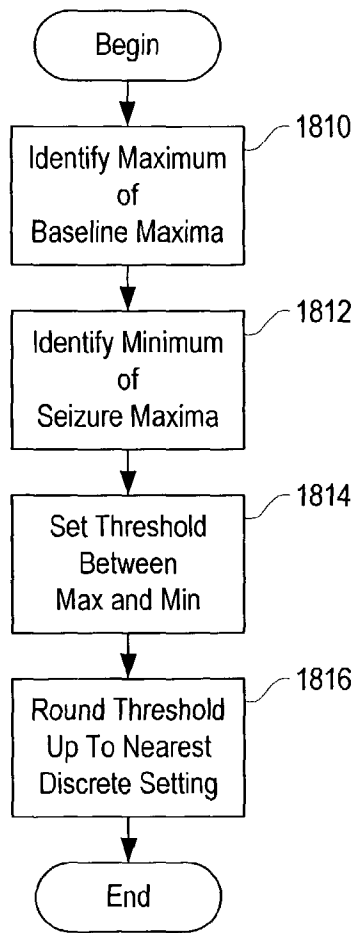 Begin
1810
Identify Maximum
of
Baseline Maxima
1812
Identify Minimum
of
Seizure Maxima
1814
Set Threshold
Between
Max and Min
1816
Round Threshold
Up To Nearest
Discrete Setting
End